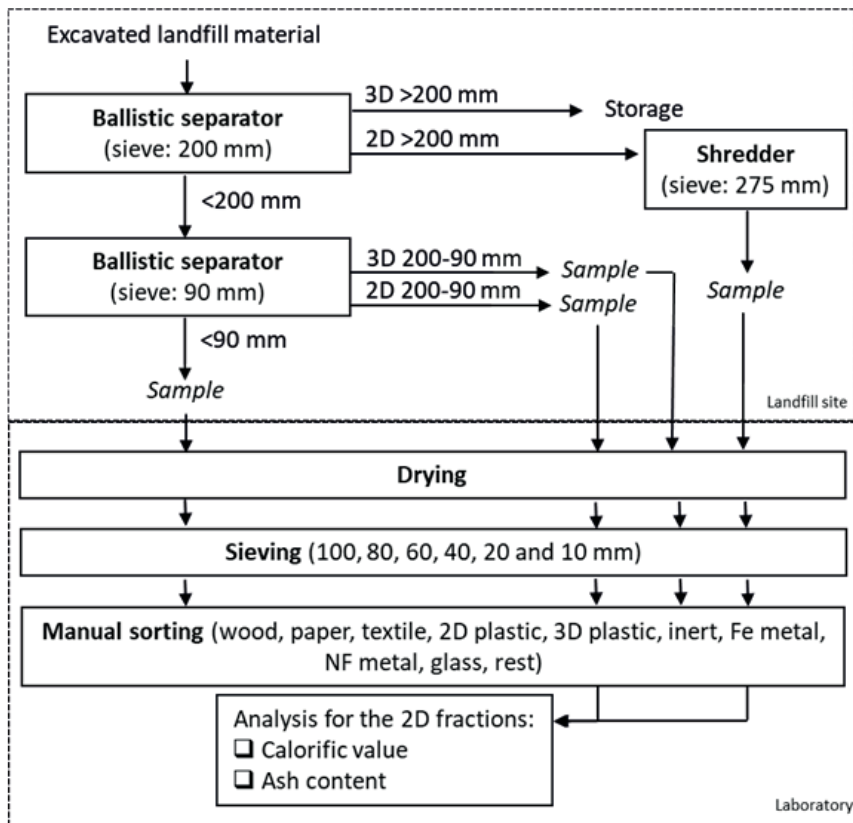 Excavated landfill material
Ballistic separator
(sieve: 200 mm)
3D >200 mm
Storage
2D >200 mm
Shredder
(sieve: 275 mm)
<200 mm
Ballistic separator
(sieve: 90 mm)
3D 200-90 mm
Sample
2D 200-90 mm
Sample
Sample
<90 mm
Sample
Landfill site
Drying
Sieving (100, 80, 60, 40, 20 and 10 mm)
Manual sorting (wood, paper, textile, 2D plastic, 3D plastic, inert, Fe metal,
NF metal, glass, rest)
Analysis for the 2D fractions:
❑ Calorific value
❑ Ash content
Laboratory